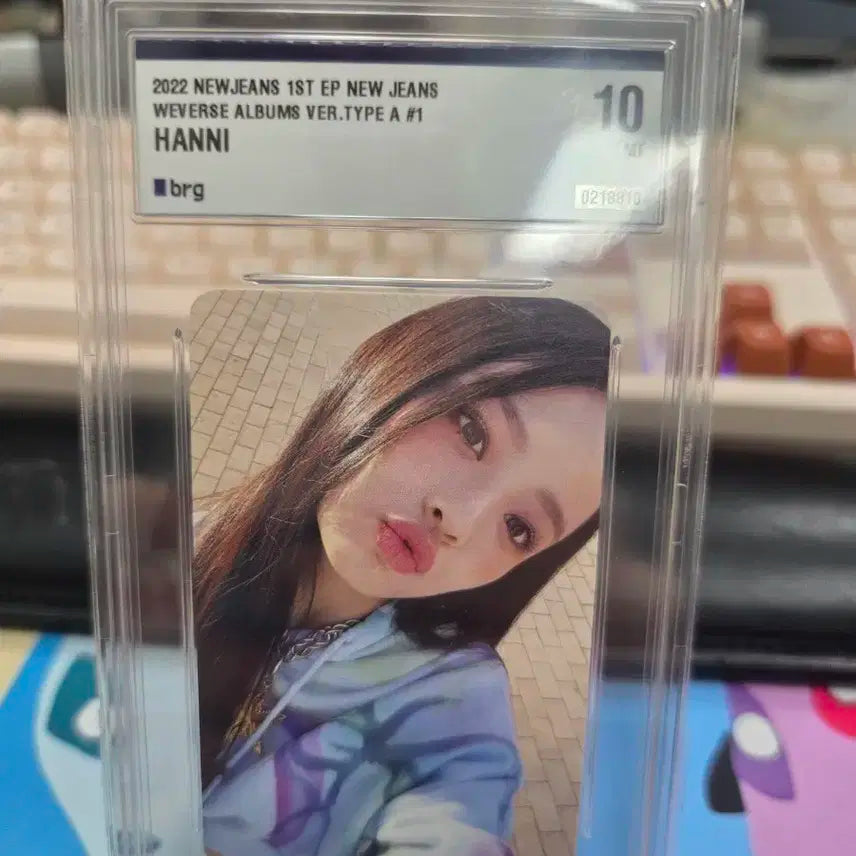 2022 NEWJEANS 1ST EP NEW JEANS
WEVERSE ALBUMS VER.TYPE A #1
HANNI
10
brg